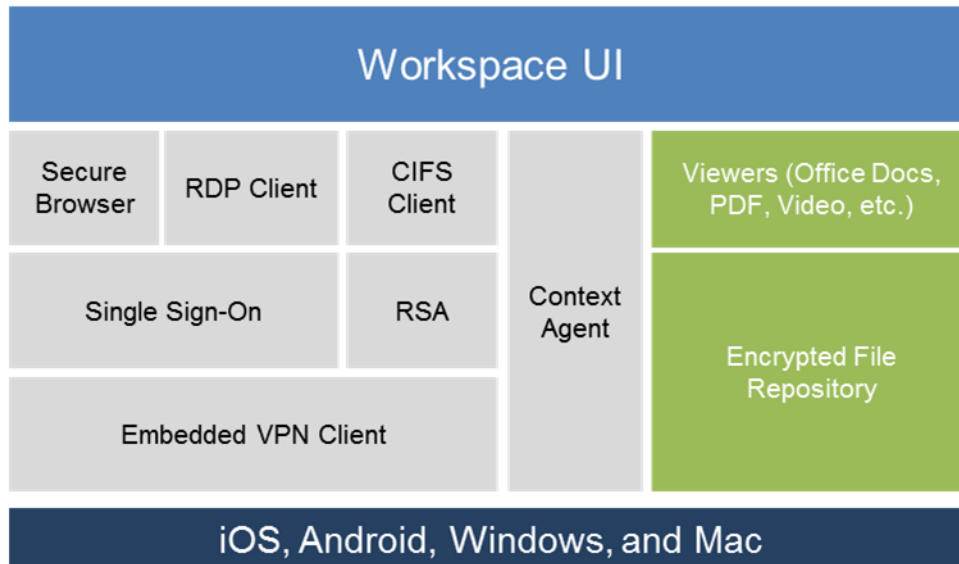 Workspace UI
Secure
Browser
RDP Client
CIFS
Client
Viewers (Office Docs,
PDF, Video, etc.)
Single Sign-On
RSA
Context
Agent
Encrypted File
Repository
Embedded VPN Client
iOS, Android, Windows, and Mac